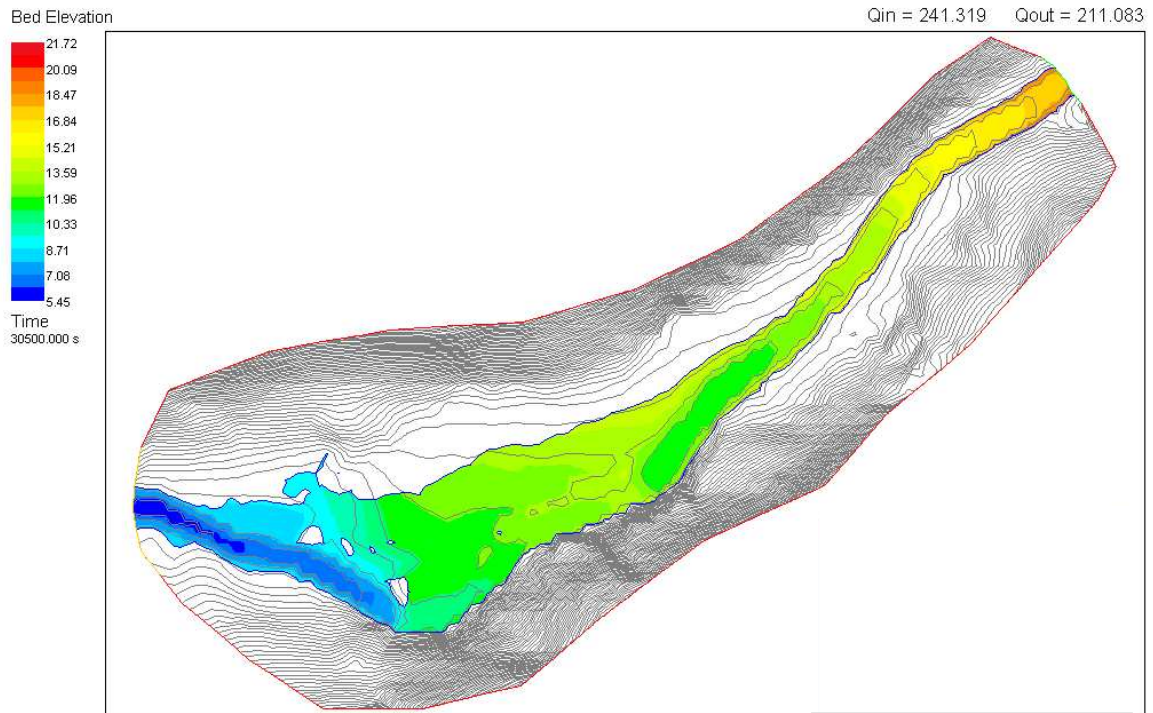 Bed Elevation
Qin = 241.319 Qout = 211.083
21.72
20.09
18.47
16.84
15.21
13.59
11.96
10.33
8.71
7.08
5.45
Time
30500.000 s